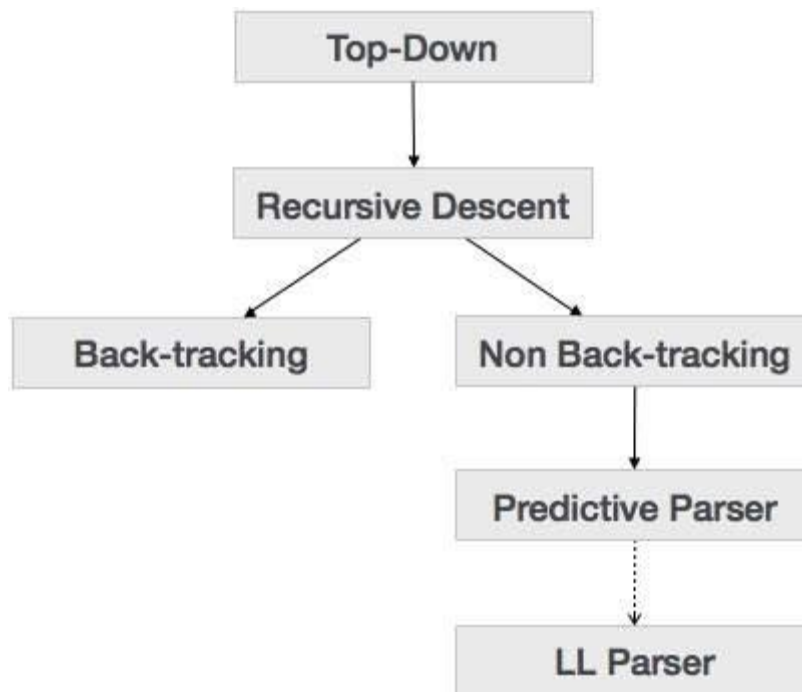 Top-Down
Recursive Descent
Back-tracking
Non Back-tracking
Predictive Parser
LL Parser